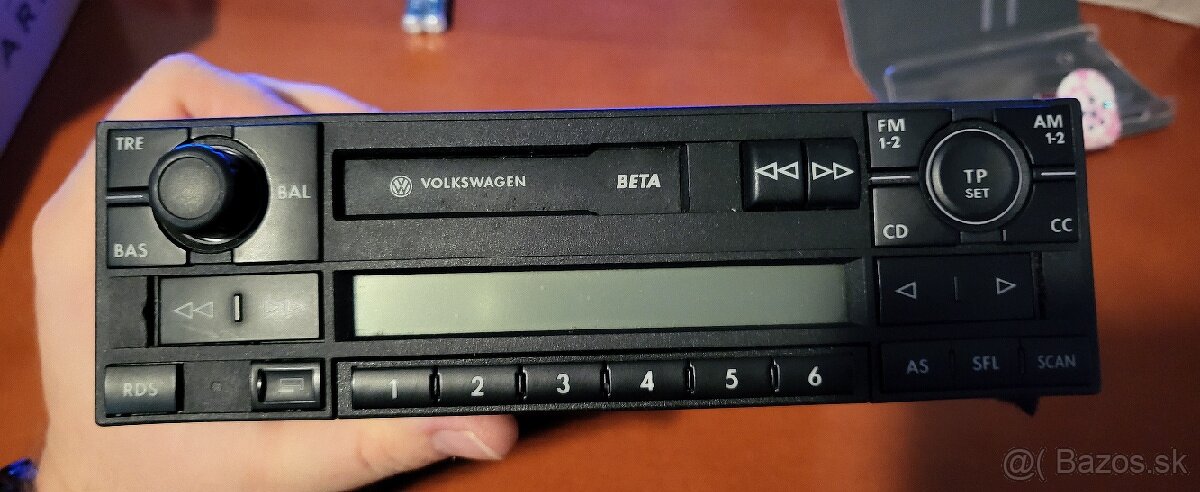 AR
TRE
BAL
BAS
VOLKSWAGEN BETA
FM
1-2
AM
1-2
TP
SET
CD
CC
RDS
1 2 3 4 5 6
AS SFL SCAN
@( Bazos.sk